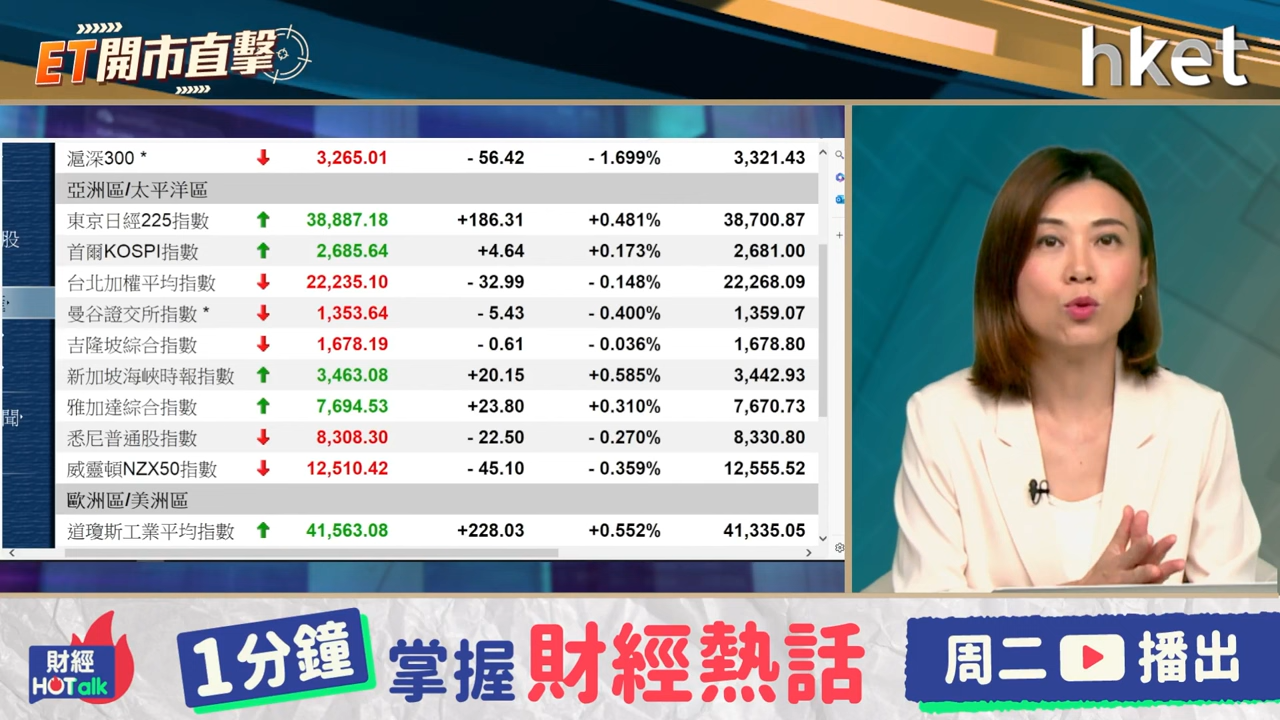 ET開市直擊
hket
滬深300 * 3,265.01 - 56.42 - 1.699% 3,321.43
亞洲區/太平洋區
東京日經225指數 38,887.18 +186.31 +0.481% 38,700.87
股
首爾KOSPI指數 2,685.64 +4.64 +0.173% 2,681.00
台北加權平均指數 22,235.10 - 32.99 - 0.148% 22,268.09
曼谷證交所指數 * 1,353.64 - 5.43 - 0.400% 1,359.07
吉隆坡綜合指數 1,678.19 - 0.61 - 0.036% 1,678.80
新加坡海峽時報指數 3,463.08 +20.15 +0.585% 3,442.93
雅加達綜合指數 7,694.53 +23.80 +0.310% 7,670.73
聞
悉尼普通股指數 8,308.30 - 22.50 - 0.270% 8,330.80
威靈頓NZX50指數 12,510.42 - 45.10 - 0.359% 12,555.52
歐洲區/美洲區
道瓊斯工業平均指數 41,563.08 +228.03 +0.552% 41,335.05
財經
HOTalk
1分鐘 掌握 財經熱話
周二 播出